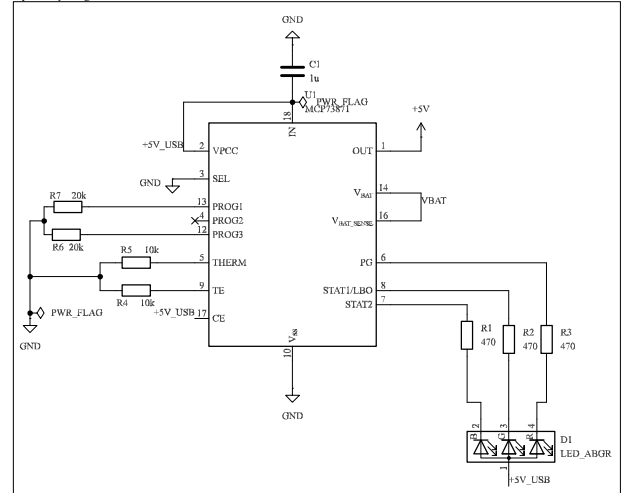 GND
C1
1u
U1
PWR_FLAG
MCP73871
+5V
18
IN
+5V_USB
2
VPCC
OUT
1
GND
3
SEL
R7 20k
13
PROG1
4
PROG2
12
PROG3
R6 20k
VBAT
14
VBAT
VBAT_SENSE
16
R5 10k
5
THERM
PG
6
9
TE
R4 10k
STAT1/LBO
8
STAT2
7
PWR_FLAG
+5V_USB
17
CE
GND
VSS
10
GND
R1
470
R2
470
R3
470
2
B
3
G
4
R
D1
LED_ABGR
1
+5V_USB